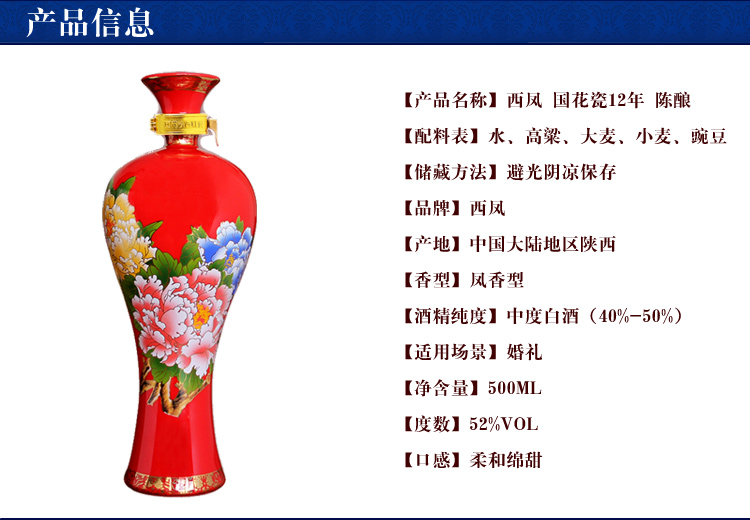 产品信息
【产品名称】西凤 国花瓷12年 陈酿
【配料表】水、高粱、大麦、小麦、豌豆
【储藏方法】避光阴凉保存
【品牌】西凤
【产地】中国大陆地区陕西
【香型】凤香型
【酒精纯度】中度白酒（40%-50%）
【适用场景】婚礼
【净含量】500ML
【度数】52%VOL
【口感】柔和绵甜